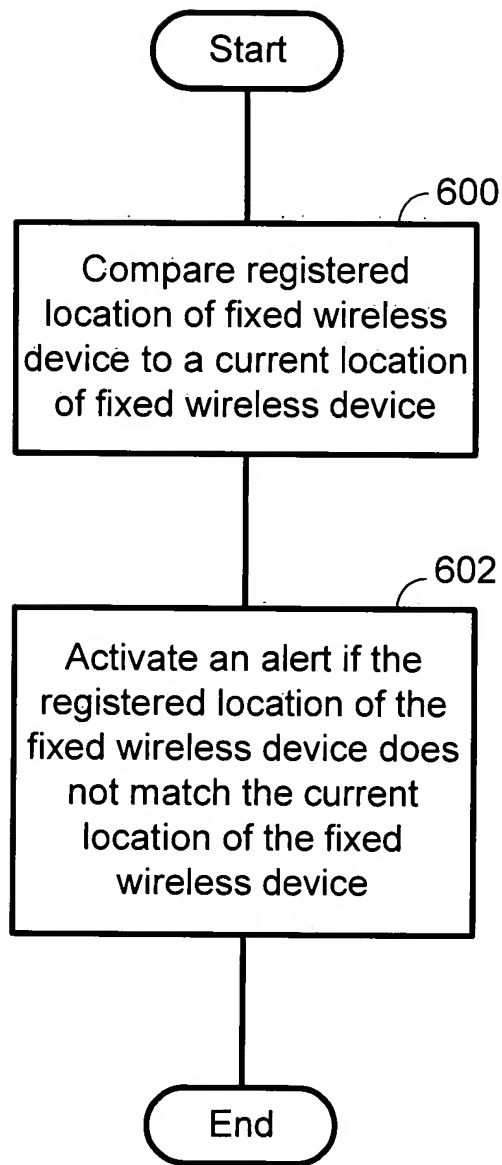 Start
600
Compare registered
location of fixed wireless
device to a current location
of fixed wireless device
602
Activate an alert if the
registered location of the
fixed wireless device does
not match the current
location of the fixed
wireless device
End